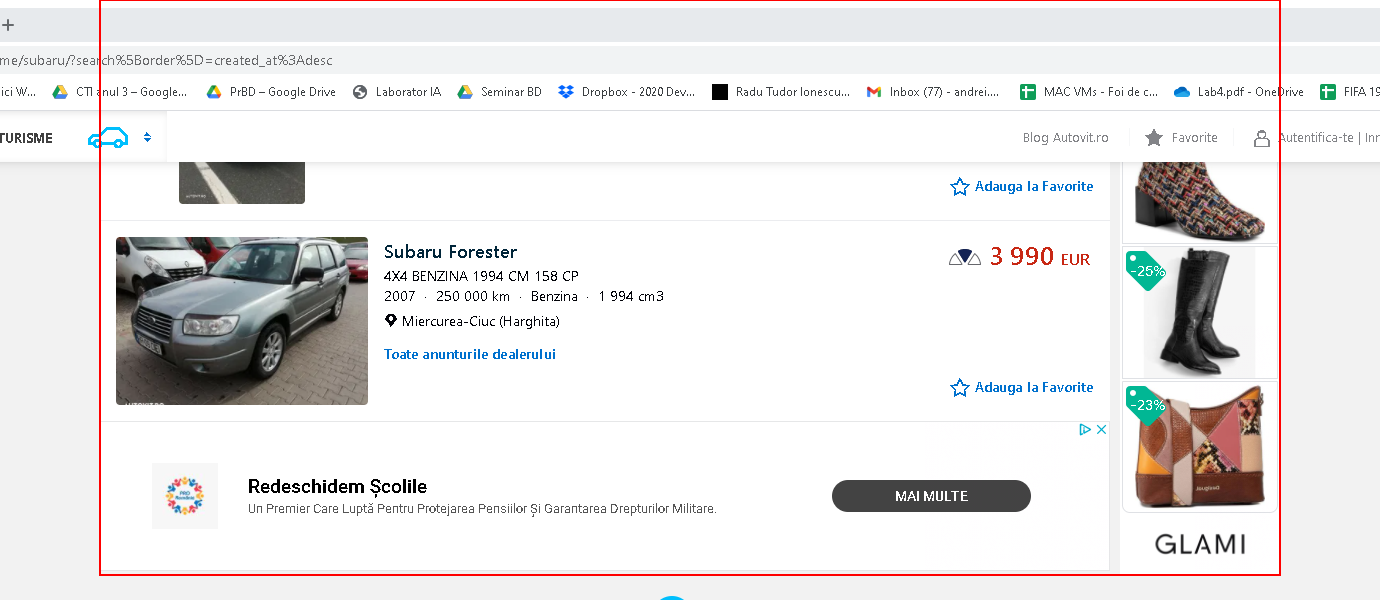 +
me/subaru/?search%5Border%5D=created_at%3Adesc
ici W... CTI anul 3 – Google... PrBD – Google Drive Laborator IA Seminar BD Dropbox - 2020 Dev... Radu Tudor Ionescu... Inbox (77) - andrei.... MAC VMs - Foi de c... Lab4.pdf - OneDrive FIFA 19
TURISME Blog Autovit.ro Favorite Autentifica-te | Inr
Adauga la Favorite
-25%
Subaru Forester 3 990 EUR
4X4 BENZINA 1994 CM 158 CP
2007 · 250 000 km · Benzina · 1 994 cm3
Miercurea-Ciuc (Harghita)
Toate anunturile dealerului
Adauga la Favorite
AUTOVIT.RO
-23%
Redeschidem Școlile
Un Premier Care Luptă Pentru Protejarea Pensiilor Și Garantarea Drepturilor Militare.
MAI MULTE
PRO
România
GLAMI